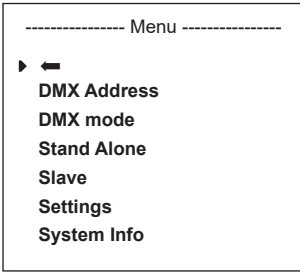 ---------------- Menu ----------------
DMX Address
DMX mode
Stand Alone
Slave
Settings
System Info